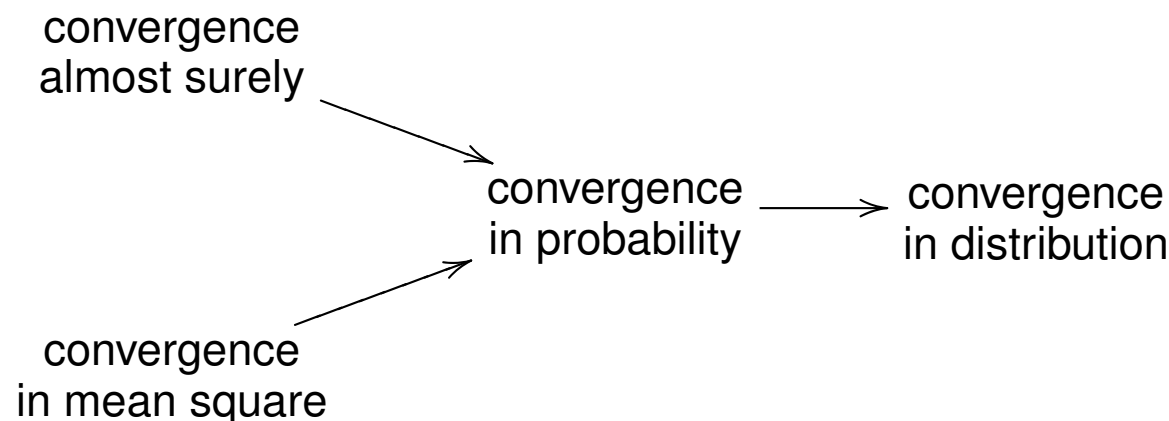 convergence
almost surely
convergence
in probability
convergence
in distribution
convergence
in mean square